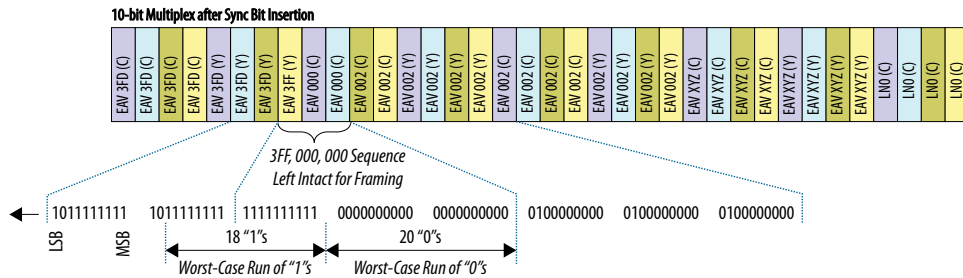 10-bit Multiplex after Sync Bit Insertion
EAV 3FD (C)
EAV 3FD (C)
EAV 3FD (C)
EAV 3FD (C)
EAV 3FD (Y)
EAV 3FD (Y)
EAV 3FD (Y)
EAV 3FF (Y)
EAV 000 (C)
EAV 000 (C)
EAV 002 (C)
EAV 002 (C)
EAV 002 (Y)
EAV 002 (Y)
EAV 002 (Y)
EAV 002 (Y)
EAV 002 (C)
EAV 002 (C)
EAV 002 (C)
EAV 002 (C)
EAV 002 (Y)
EAV 002 (Y)
EAV 002 (Y)
EAV 002 (Y)
EAV XYZ (C)
EAV XYZ (C)
EAV XYZ (C)
EAV XYZ (C)
EAV XYZ (Y)
EAV XYZ (Y)
EAV XYZ (Y)
EAV XYZ (Y)
LN0 (C)
LN0 (C)
LN0 (C)
LN0 (C)
3FF, 000, 000 Sequence
Left Intact for Framing
1011111111 1011111111 1111111111 0000000000 0000000000 0100000000 0100000000 0100000000
LSB
MSB
18 “1”s
20 “0”s
Worst-Case Run of “1”s
Worst-Case Run of “0”s